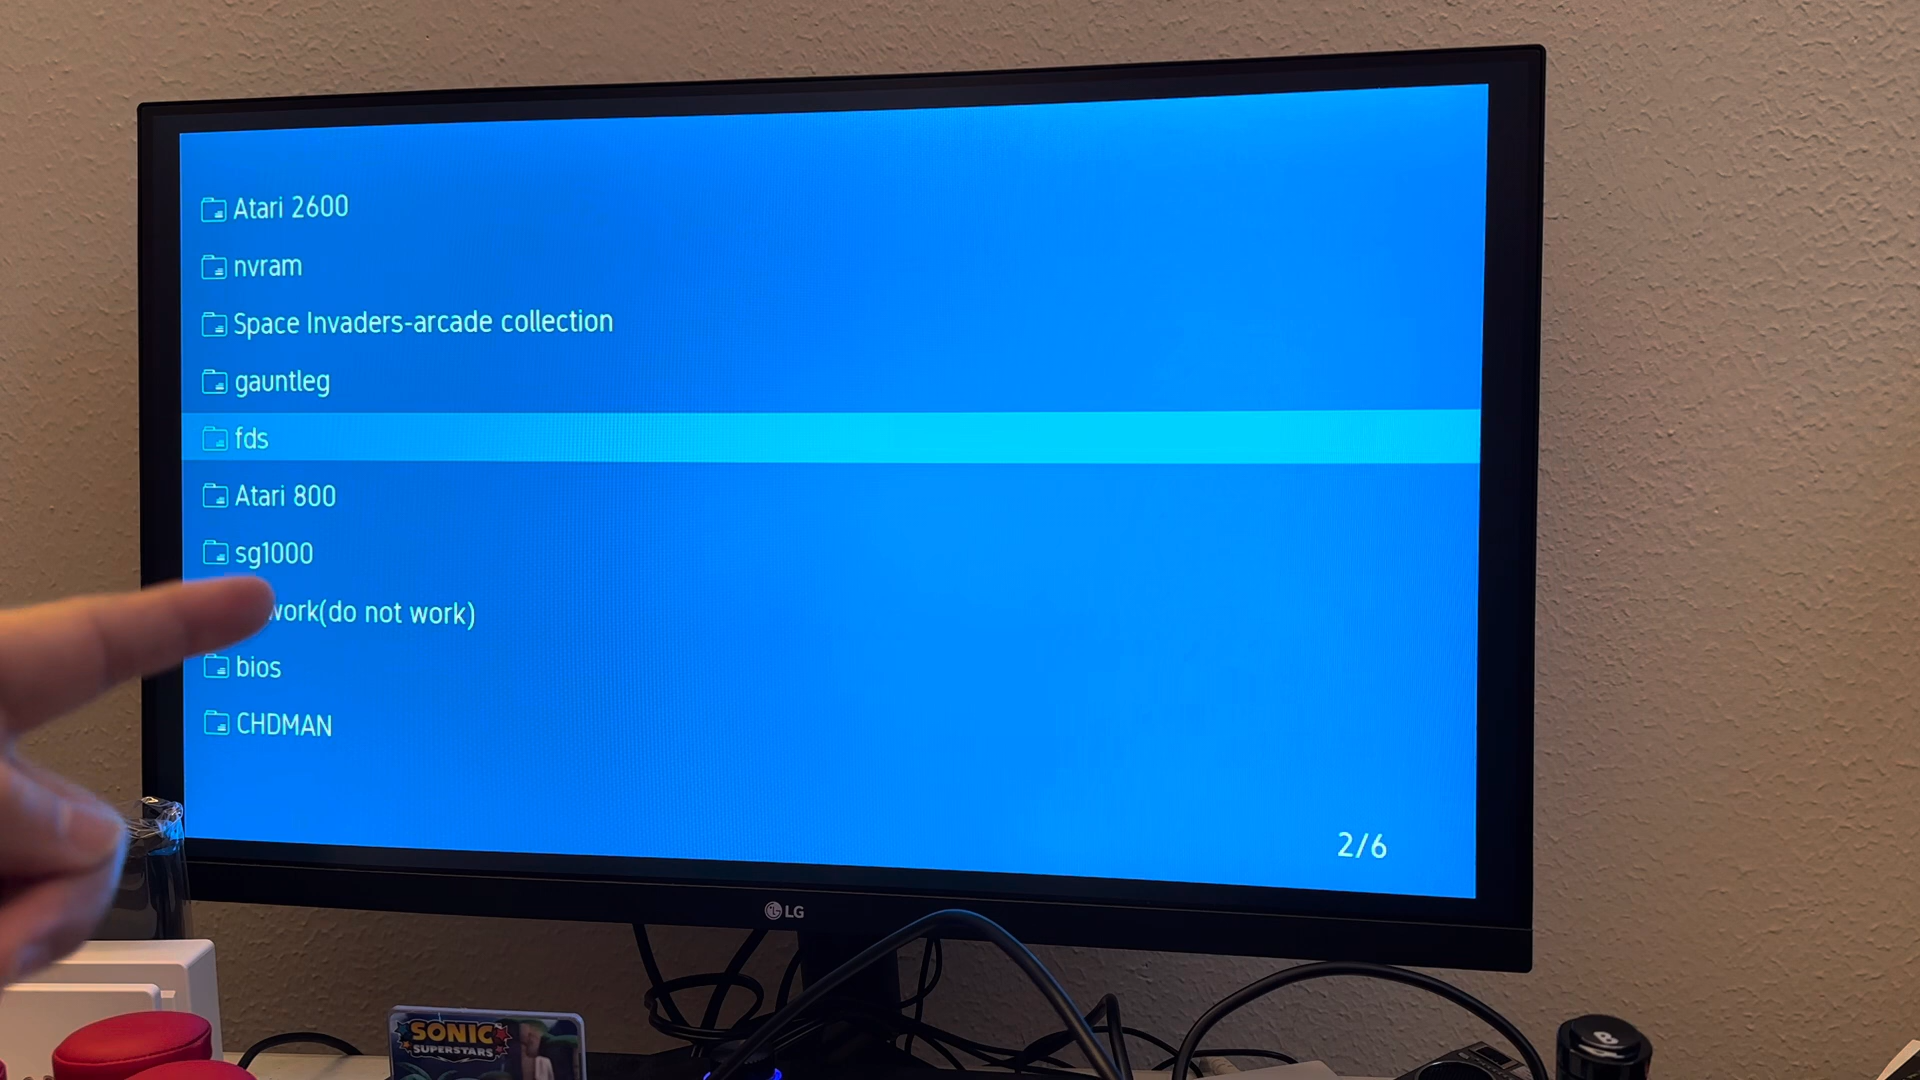 Atari 2600
nvram
Space Invaders-arcade collection
gauntleg
fds
Atari 800
sg1000
work(do not work)
bios
CHDMAN
2/6
LG
SONIC
SUPERSTARS
B